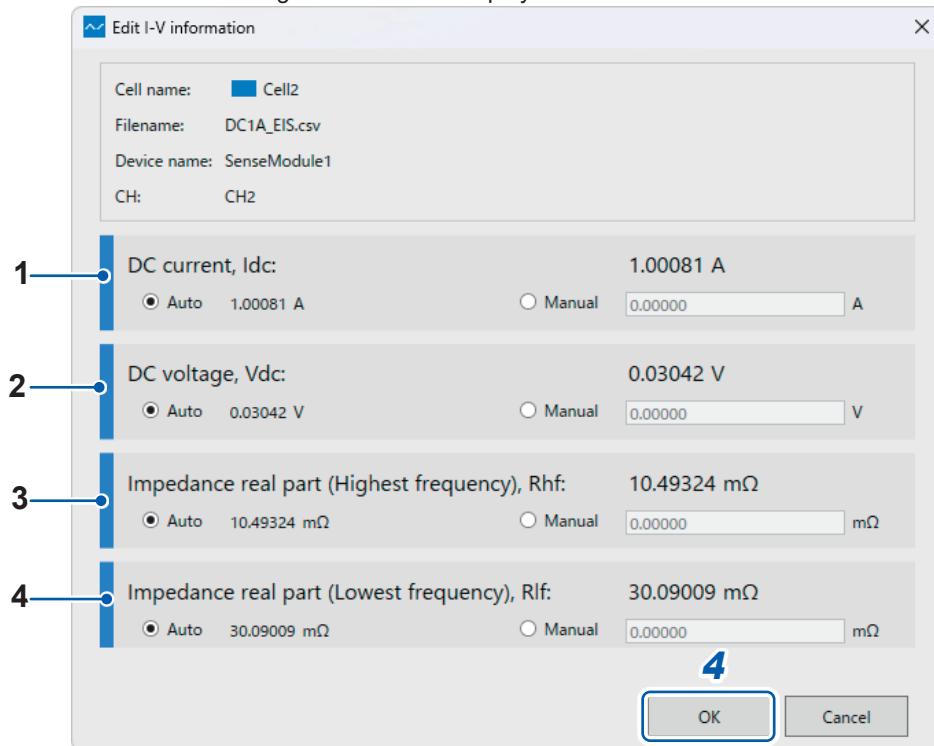 Edit I-V information
Cell name: Cell2
Filename: DC1A_EIS.csv
Device name: SenseModule1
CH: CH2
1
DC current, Idc: 1.00081 A
Auto 1.00081 A Manual 0.00000 A
2
DC voltage, Vdc: 0.03042 V
Auto 0.03042 V Manual 0.00000 V
3
Impedance real part (Highest frequency), Rhf: 10.49324 mΩ
Auto 10.49324 mΩ Manual 0.00000 mΩ
4
Impedance real part (Lowest frequency), Rlf: 30.09009 mΩ
Auto 30.09009 mΩ Manual 0.00000 mΩ
4
OK Cancel